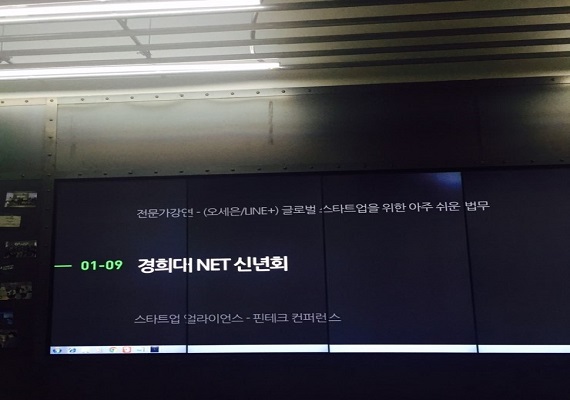 전문가강연 - (오세은/LINE+) 글로벌 스타트업을 위한 아주 쉬운 법무
01-09 경희대 NET 신년회
스타트업 얼라이언스 - 핀테크 컨퍼런스